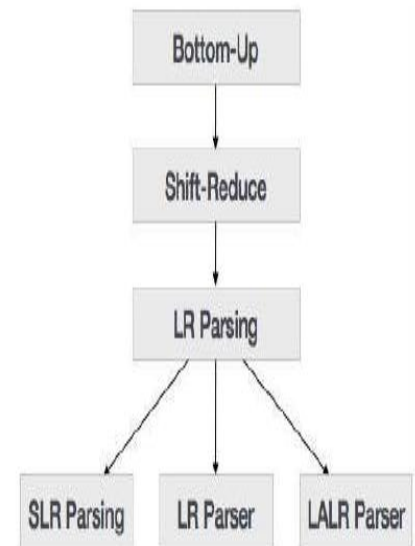 Bottom-Up
Shift-Reduce
LR Parsing
SLR Parsing
LR Parser
LALR Parser